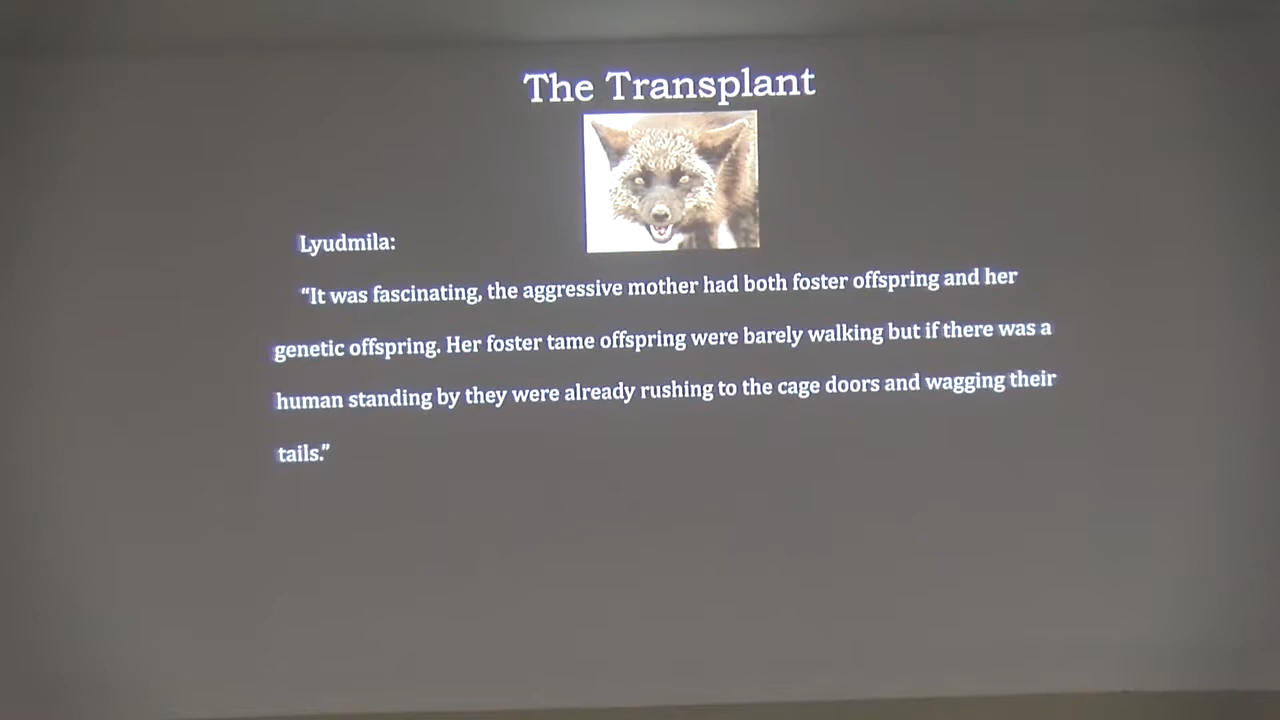 The Transplant
Lyudmila:
“It was fascinating, the aggressive mother had both foster offspring and her
genetic offspring. Her foster tame offspring were barely walking but if there was a
human standing by they were already rushing to the cage doors and wagging their
tails.”